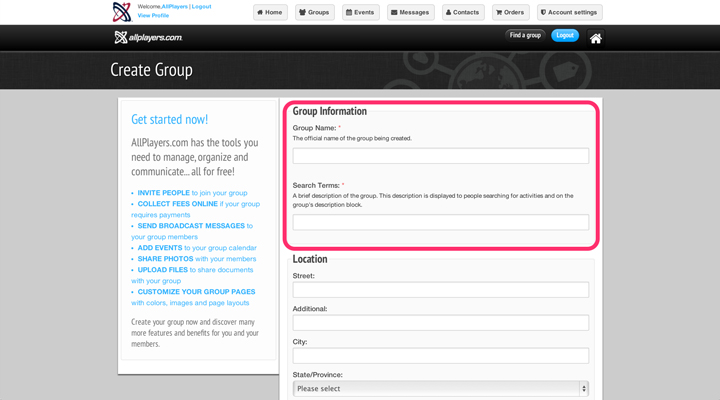 Welcome,AllPlayers | Logout
View Profile
Home
Groups
Events
Messages
Contacts
Orders
Account settings
allplayers.com
Find a group
Logout
Create Group
Get started now!
AllPlayers.com has the tools you
need to manage, organize and
communicate... all for free!
• INVITE PEOPLE to join your group
• COLLECT FEES ONLINE if your group
requires payments
• SEND BROADCAST MESSAGES to
your group members
• ADD EVENTS to your group calendar
• SHARE PHOTOS with your members
• UPLOAD FILES to share documents
with your group
• CUSTOMIZE YOUR GROUP PAGES
with colors, images and page layouts
Create your group now and discover many
more features and benefits for you and your
members.
Group Information
Group Name: *
The official name of the group being created.
Search Terms: *
A brief description of the group. This description is displayed to people searching for activities and on the
group's description block.
Location
Street:
Additional:
City:
State/Province:
Please select